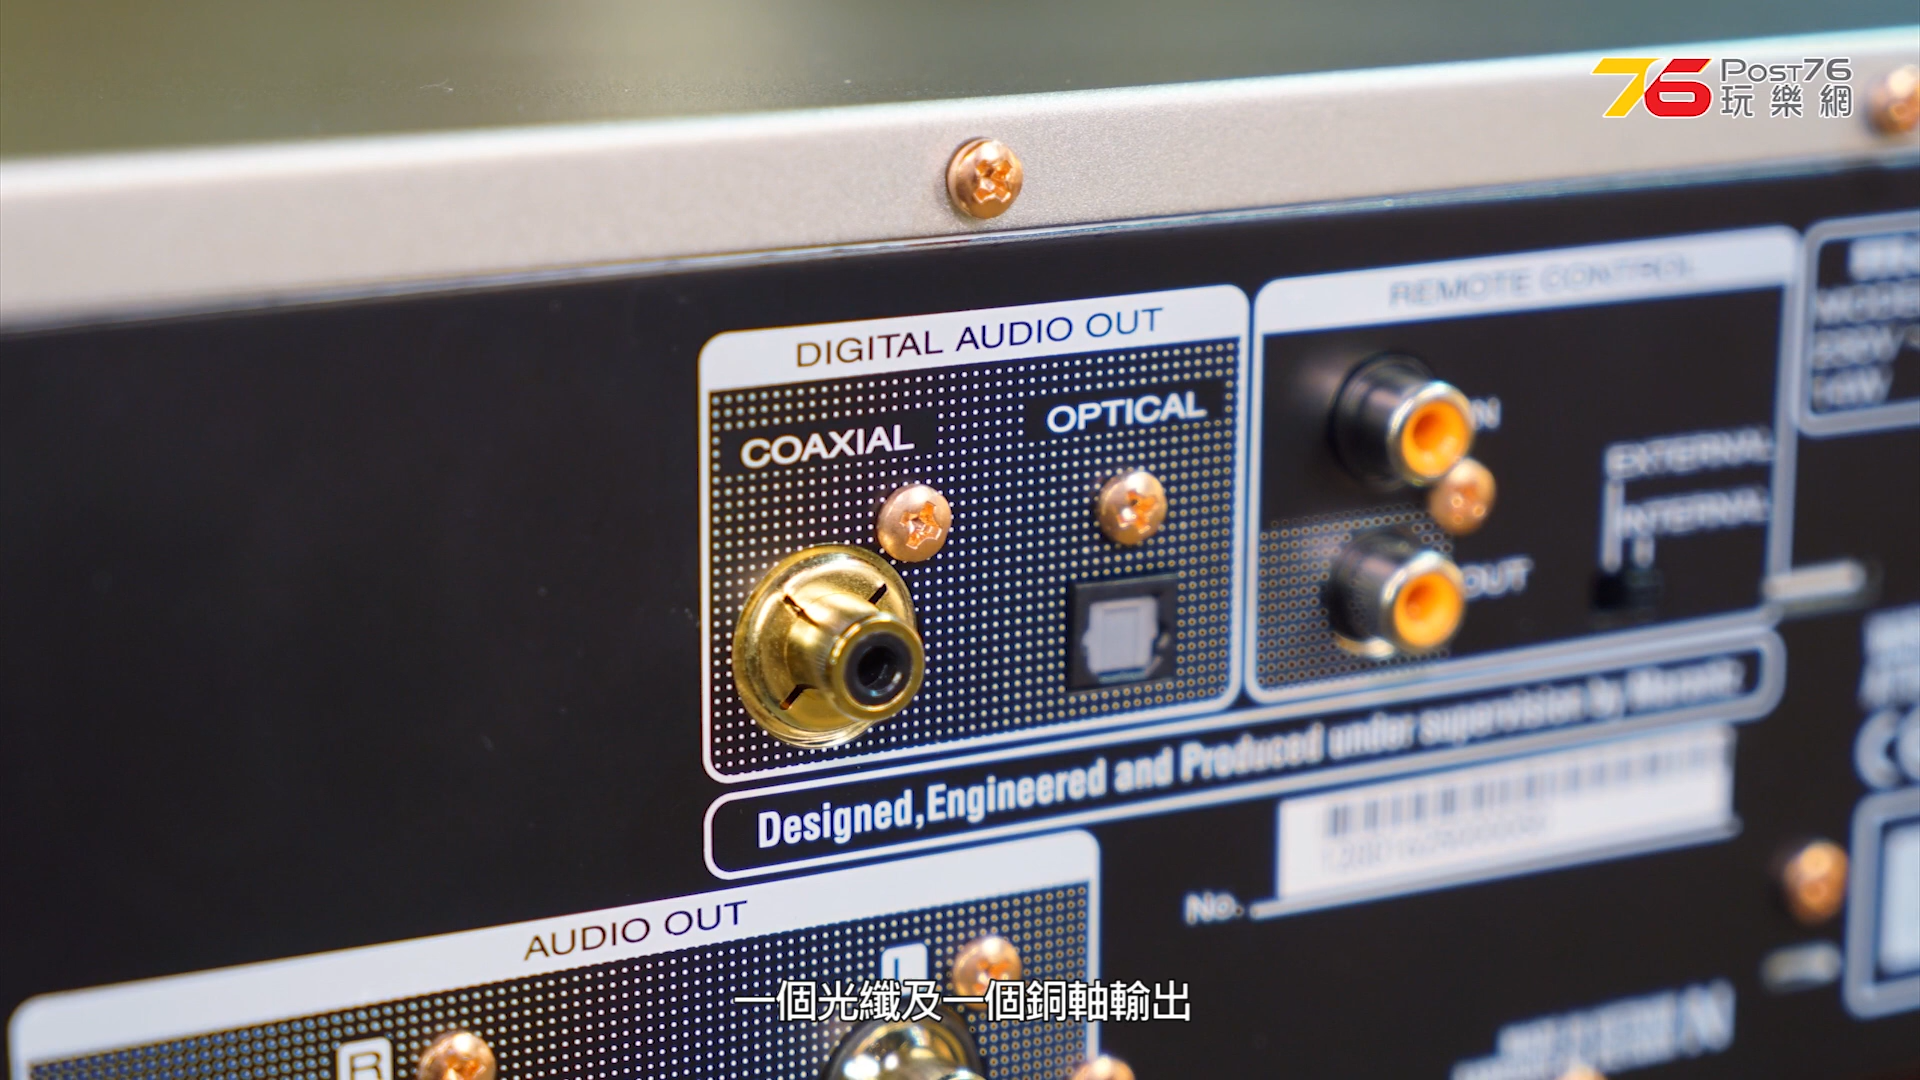 76 POST76
玩樂網
REMOTE CONTROL
DIGITAL AUDIO OUT
COAXIAL
OPTICAL
IN
EXTERNAL
INTERNAL
OUT
Designed,Engineered and Produced under supervision by Marantz
No.
AUDIO OUT
L
R
一個光纖及一個銅軸輸出